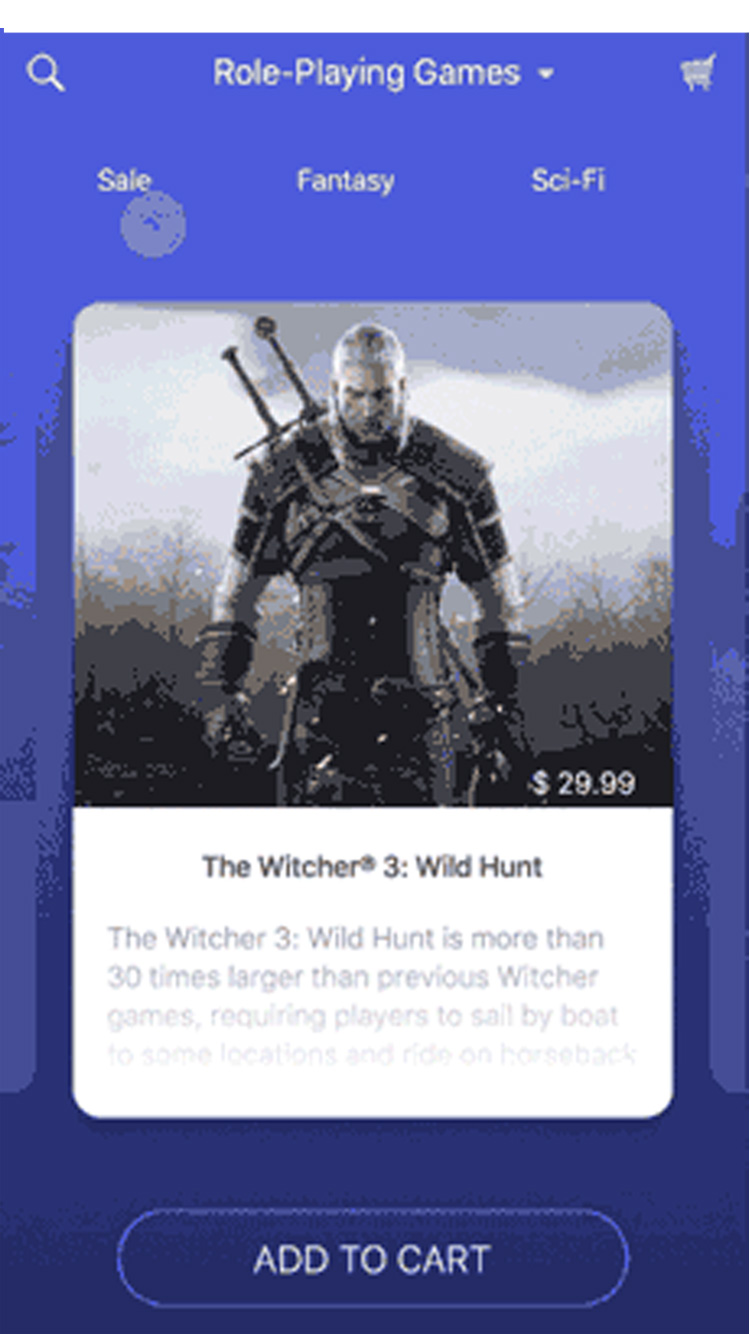 Role-Playing Games
Sale Fantasy Sci-Fi
$ 29.99
The Witcher® 3: Wild Hunt
The Witcher 3: Wild Hunt is more than
30 times larger than previous Witcher
games, requiring players to sail by boat
to some locations and ride on horseback
ADD TO CART